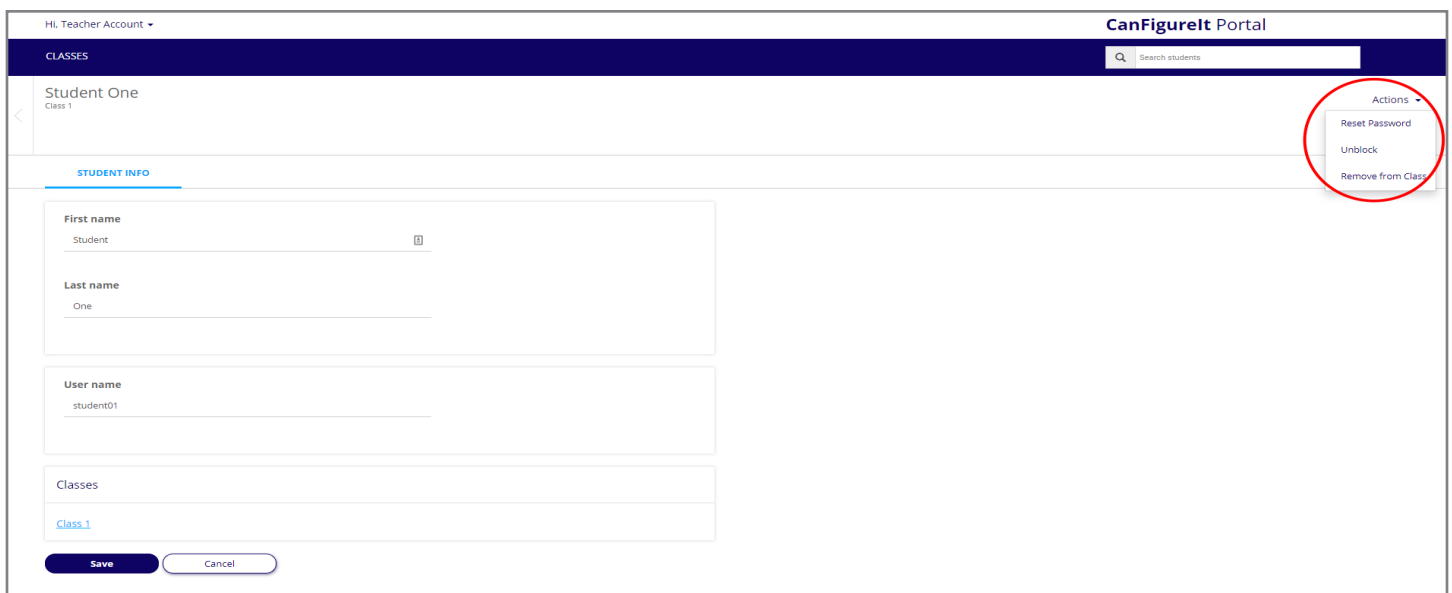 Hi, Teacher Account
CanFigureIt Portal
CLASSES
Search students
Student One
Class 1
Actions
Reset Password
Unblock
Remove from Class
STUDENT INFO
First name
Student
Last name
One
User name
student01
Classes
Class 1
Save
Cancel